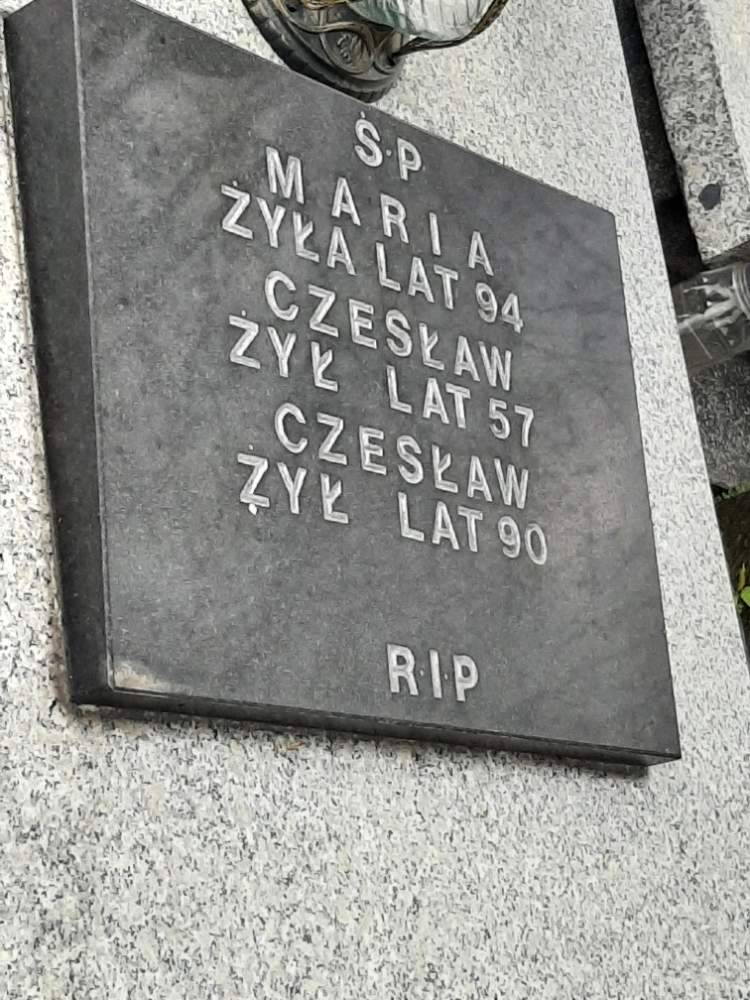 Ś.P
MARIA
ŻYŁA LAT 94
CZESŁAW
ŻYŁ LAT 57
CZESŁAW
ŻYŁ LAT 90
R.I.P